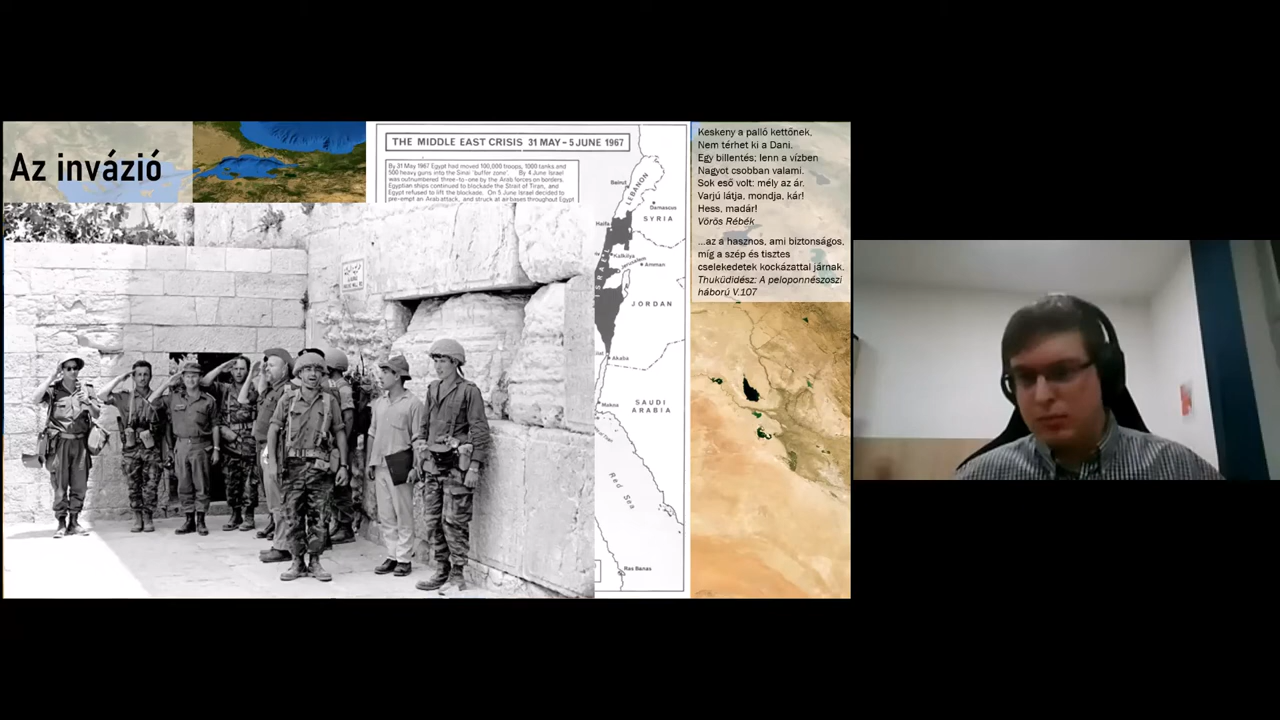 Az invázió
THE MIDDLE EAST CRISIS 31 MAY – 5 JUNE 1967
By 31 May 1967 Egypt had moved 100,000 troops, 1000 tanks and
500 heavy guns into the Sinai 'buffer zone'. By 4 June Israel
was outnumbered three-to-one by the Arab forces on borders.
Egyptian ships continued to blockade the Strait of Tiran, and
Egypt refused to lift the blockade. On 5 June Israel decided to
pre-empt an Arab attack, and struck at air bases throughout Egypt
Beirut
LEBANON
Damascus
SYRIA
Haifa
Kalkilya
Jerusalem
Amman
ISRAEL
JORDAN
Akaba
SAUDI
ARABIA
Makna
Red Sea
Ras Banas
Keskeny a palló kettőnek,
Nem térhet ki a Dani.
Egy billentés; lenn a vízben
Nagyot csobban valami.
Sok eső volt: mély az ár.
Varjú látja, mondja, kár!
Hess, madár!
Vörös Rébék
...az a hasznos, ami biztonságos,
míg a szép és tisztes
cselekedetek kockázattal járnak.
Thuküdidész: A peloponnészoszi
háború V.107